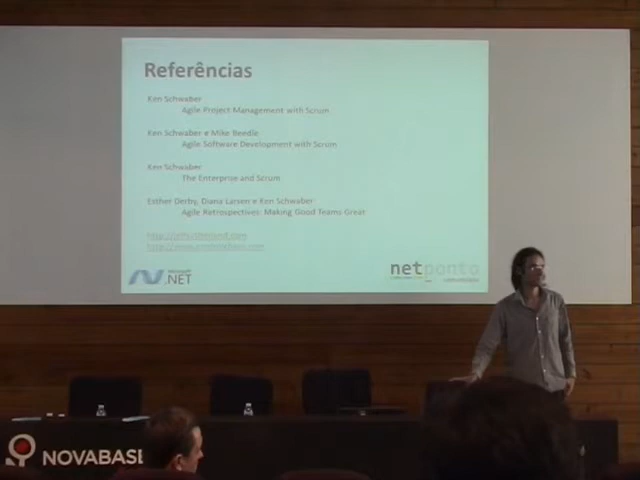 Referências
Ken Schwaber
Agile Project Management with Scrum
Ken Schwaber e Mike Beedle
Agile Software Development with Scrum
Ken Schwaber
The Enterprise and Scrum
Esther Derby, Diana Larsen e Ken Schwaber
Agile Retrospectives: Making Good Teams Great
Microsoft
.NET
netponto
NOVABASE